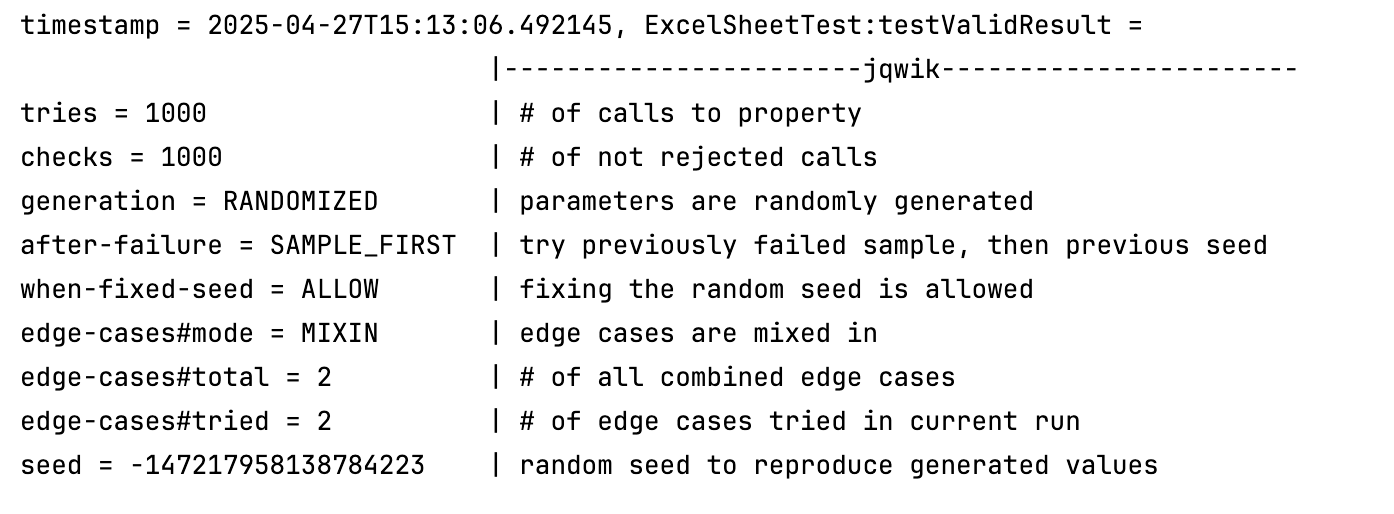 timestamp = 2025-04-27T15:13:06.492145, ExcelSheetTest:testValidResult =
                              |-----------------------jqwik-----------------------
tries = 1000                  | # of calls to property
checks = 1000                 | # of not rejected calls
generation = RANDOMIZED       | parameters are randomly generated
after-failure = SAMPLE_FIRST  | try previously failed sample, then previous seed
when-fixed-seed = ALLOW       | fixing the random seed is allowed
edge-cases#mode = MIXIN       | edge cases are mixed in
edge-cases#total = 2          | # of all combined edge cases
edge-cases#tried = 2          | # of edge cases tried in current run
seed = -147217958138784223    | random seed to reproduce generated values